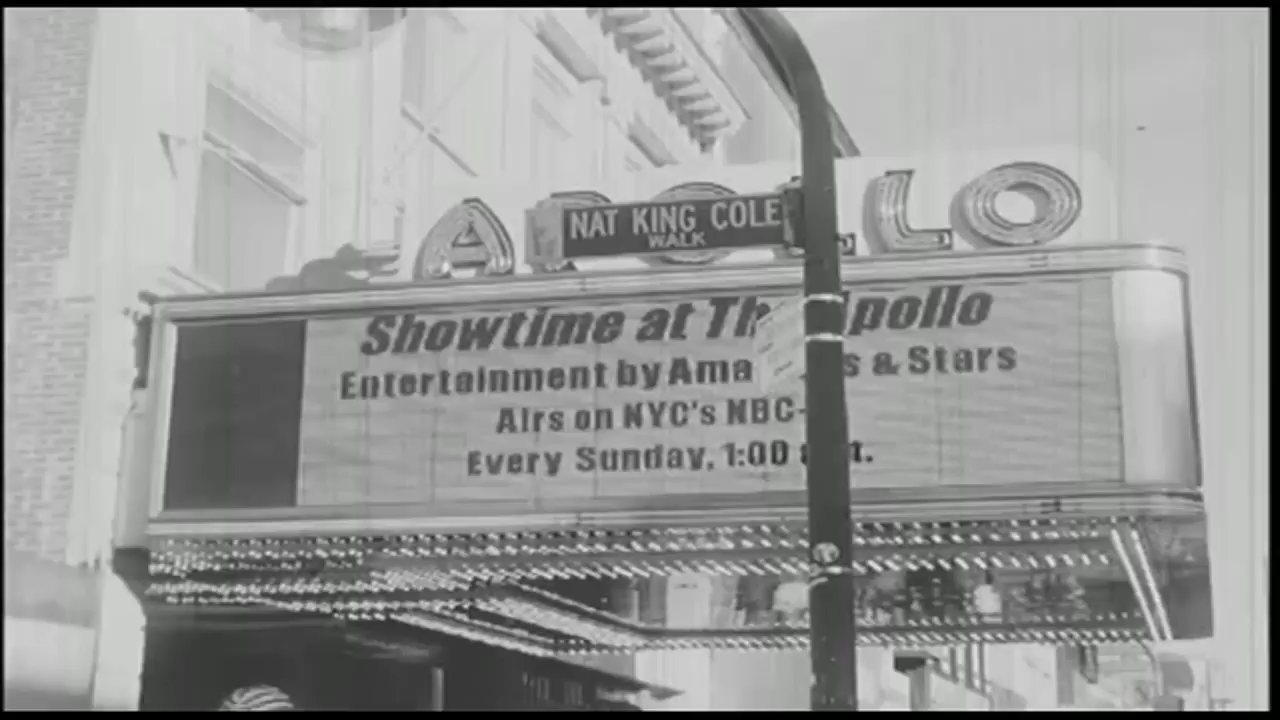 APOLLO
NAT KING COLE
WALK
Showtime at Th pollo
Entertainment by Ama s & Stars
Airs on NYC's NBC-
Every Sunday, 1:00 .m.